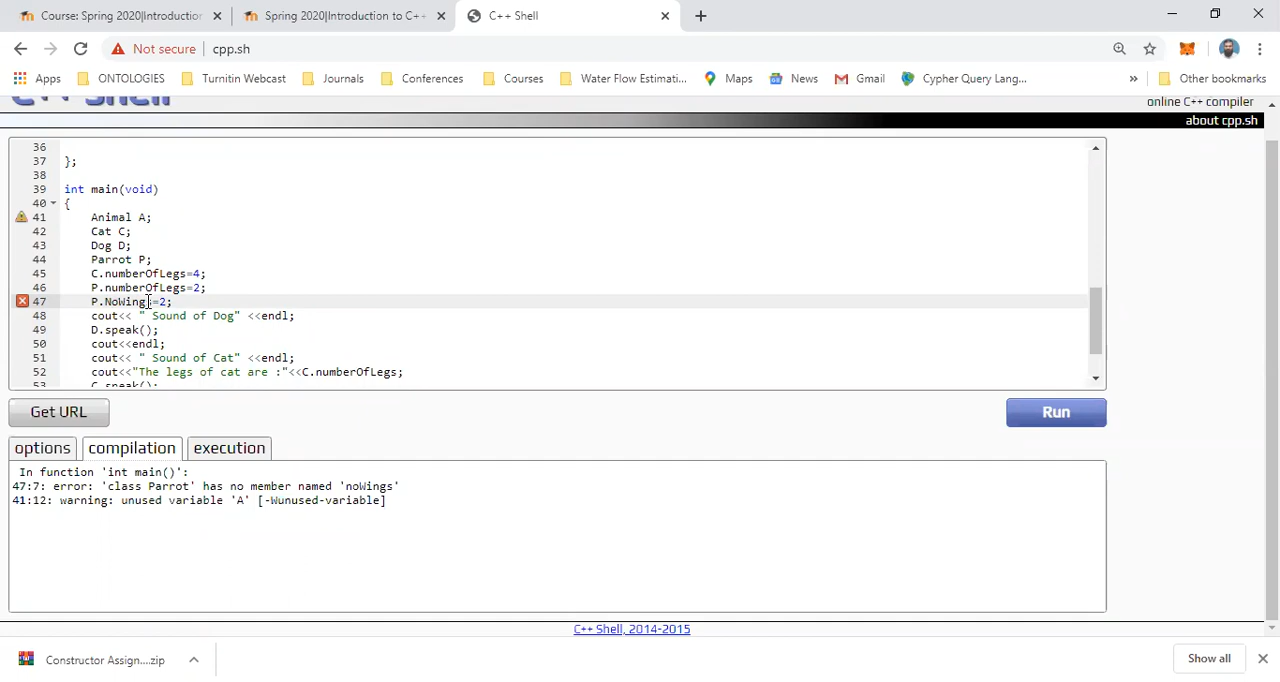 Course: Spring 2020|Introduction
Spring 2020|Introduction to C++
C++ Shell
Not secure
cpp.sh
Apps
ONTOLOGIES
Turnitin Webcast
Journals
Conferences
Courses
Water Flow Estimati...
Maps
News
Gmail
Cypher Query Lang...
»
Other bookmarks
C++ Shell
online C++ compiler
about cpp.sh
36
37 };
38
39 int main(void)
40 {
41 Animal A;
42 Cat C;
43 Dog D;
44 Parrot P;
45 C.numberOfLegs=4;
46 P.numberOfLegs=2;
47 P.NoWings=2;
48 cout<< " Sound of Dog" <<endl;
49 D.speak();
50 cout<<endl;
51 cout<< " Sound of Cat" <<endl;
52 cout<<"The legs of cat are :"<<C.numberOfLegs;
53 C.speak();
Get URL
Run
options
compilation
execution
In function 'int main()':
47:7: error: 'class Parrot' has no member named 'noWings'
41:12: warning: unused variable 'A' [-Wunused-variable]
C++ Shell, 2014-2015
Constructor Assign....zip
Show all